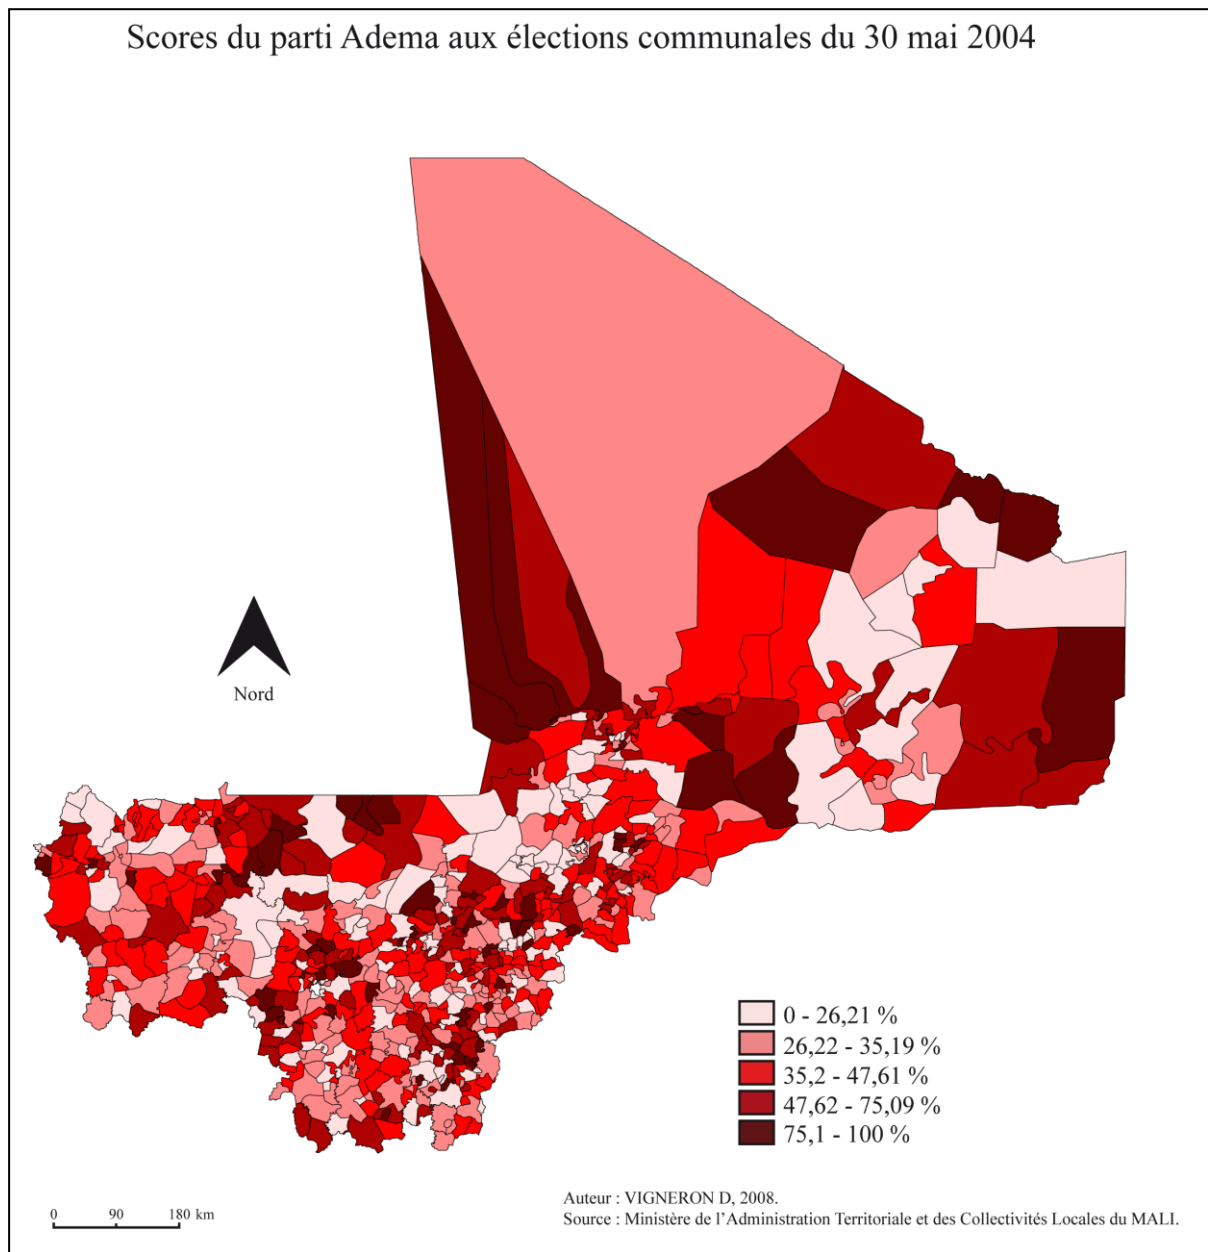 Scores du parti Adema aux élections communales du 30 mai 2004
Nord
0 - 26,21 %
26,22 - 35,19 %
35,2 - 47,61 %
47,62 - 75,09 %
75,1 - 100 %
0 90 180 km
Auteur : VIGNERON D, 2008.
Source : Ministère de l'Administration Territoriale et des Collectivités Locales du MALI.